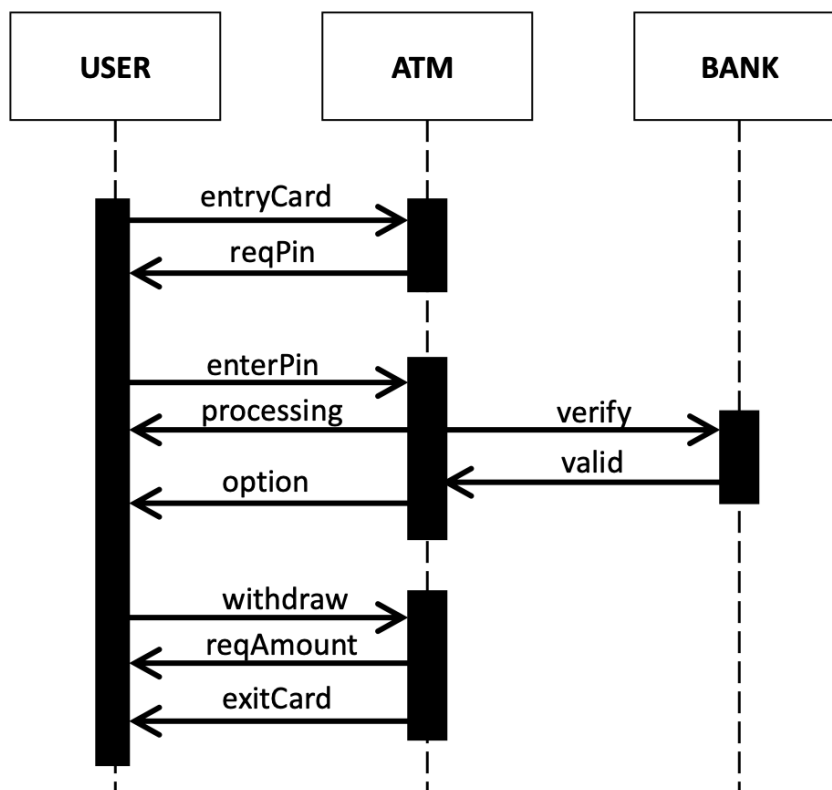 USER
ATM
BANK
entryCard
reqPin
enterPin
processing
verify
valid
option
withdraw
reqAmount
exitCard